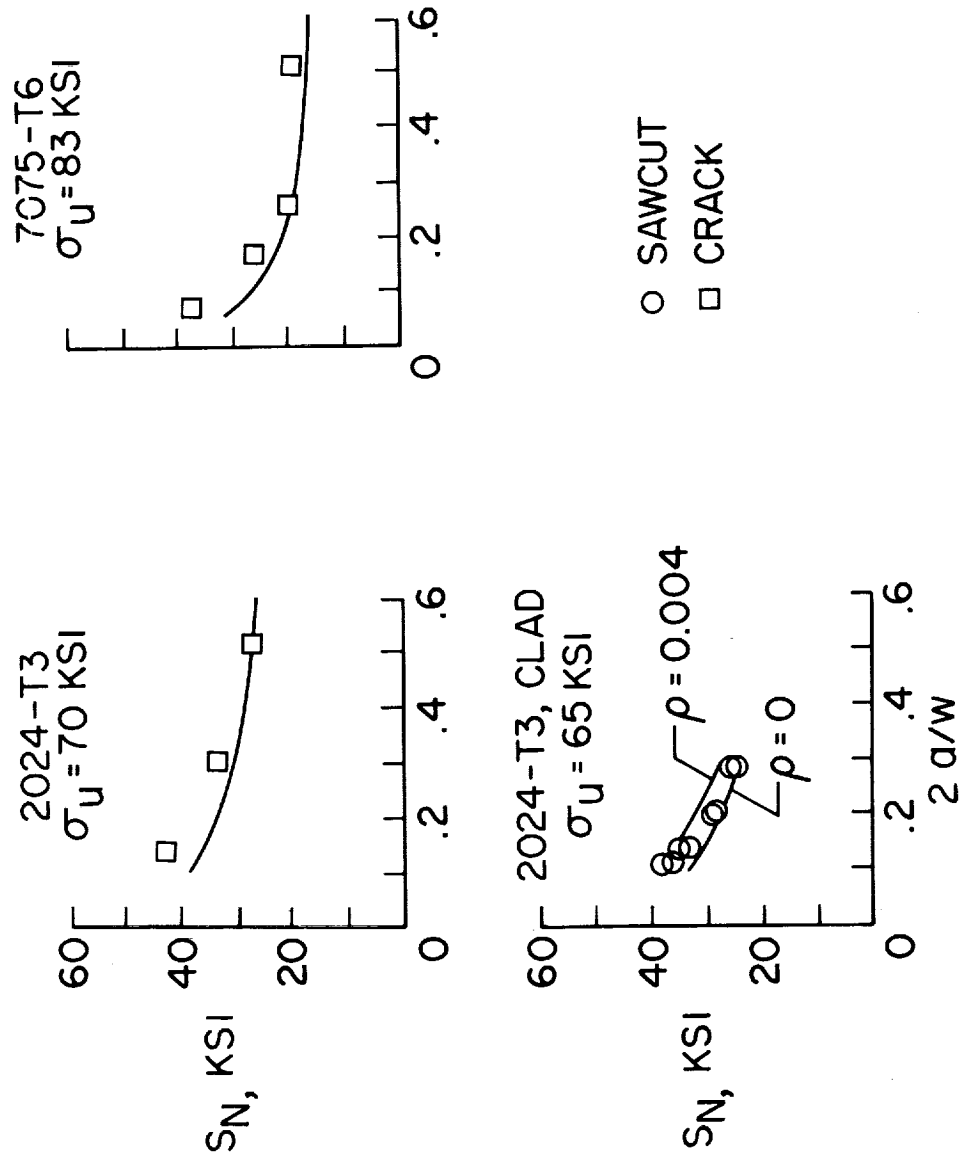 2024-T3
σu = 70 KSI
60
40
20
0
.2
.4
.6
SN, KSI
7075-T6
σu = 83 KSI
0
.2
.4
.6
2024-T3, CLAD
σu = 65 KSI
60
40
20
0
.2
.4
.6
SN, KSI
2 a/w
ρ = 0.004
ρ = 0
SAWCUT
CRACK